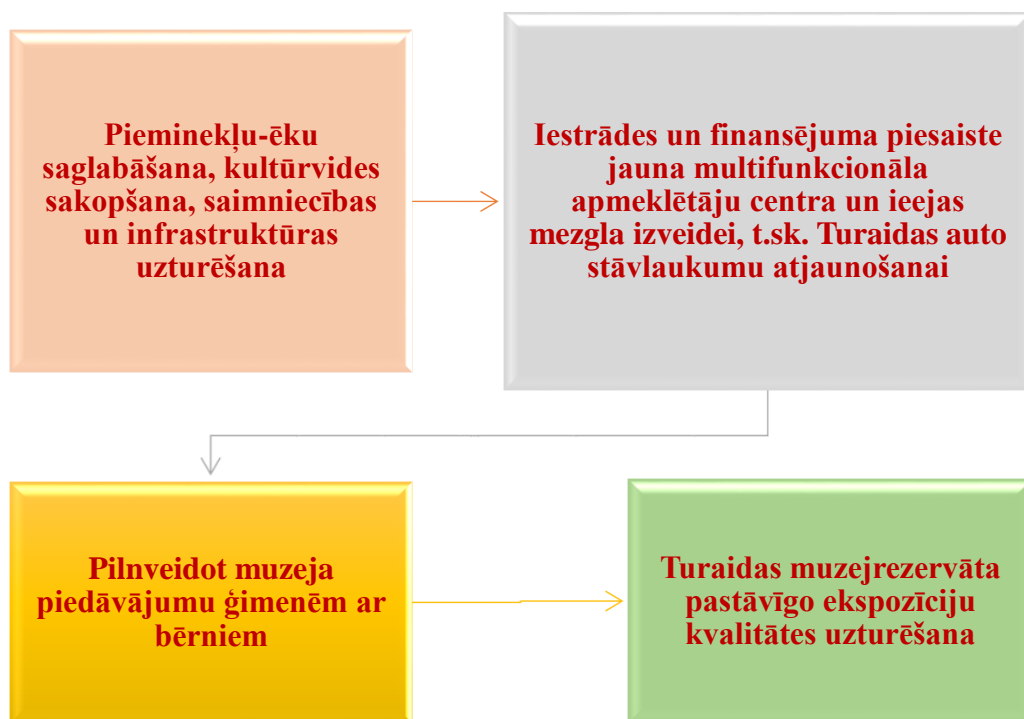 Pieminekļu-ēku
saglabāšana, kultūrvides
sakopšana, saimniecības
un infrastruktūras
uzturēšana
Iestrādes un finansējuma piesaiste
jauna multifunkcionāla
apmeklētāju centra un ieejas
mezgla izveidei, t.sk. Turaidas auto
stāvlaukumu atjaunošanai
Pilnveidot muzeja
piedāvājumu ģimenēm ar
bērniem
Turaidas muzejrezervāta
pastāvīgo ekspozīciju
kvalitātes uzturēšana